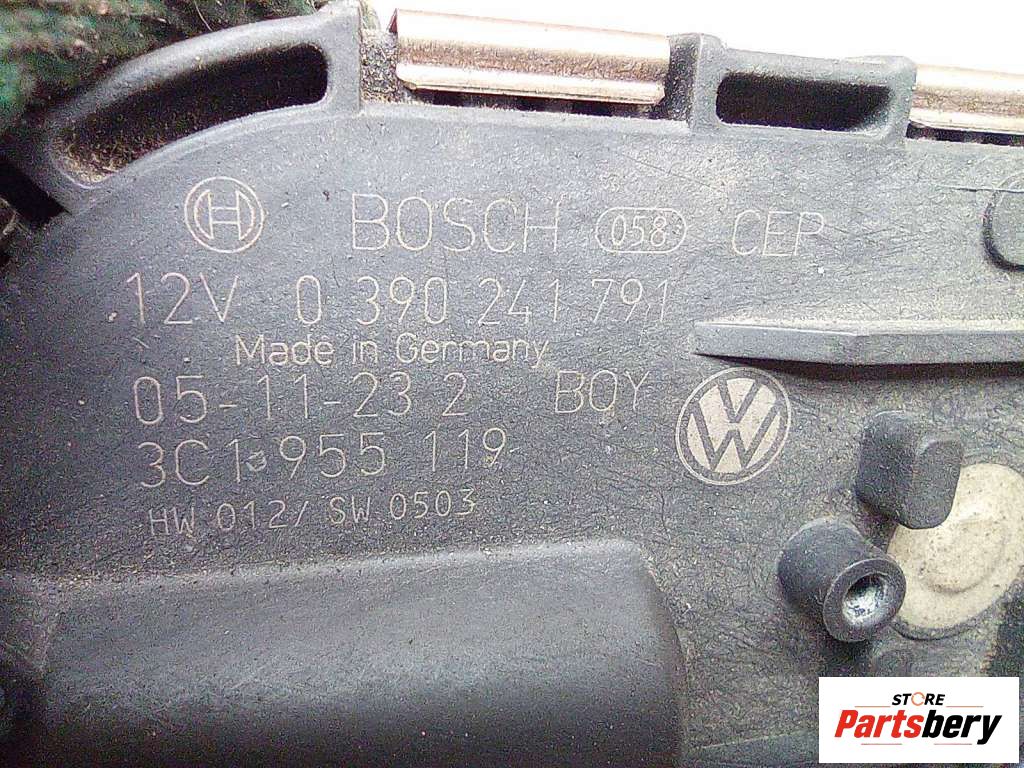 H BOSCH 058 CEP
12V 0 390 241 791
Made in Germany
05-11-23 2 BQY
3C1 955 119
HW 012/ SW 0503
STORE
Partsbery